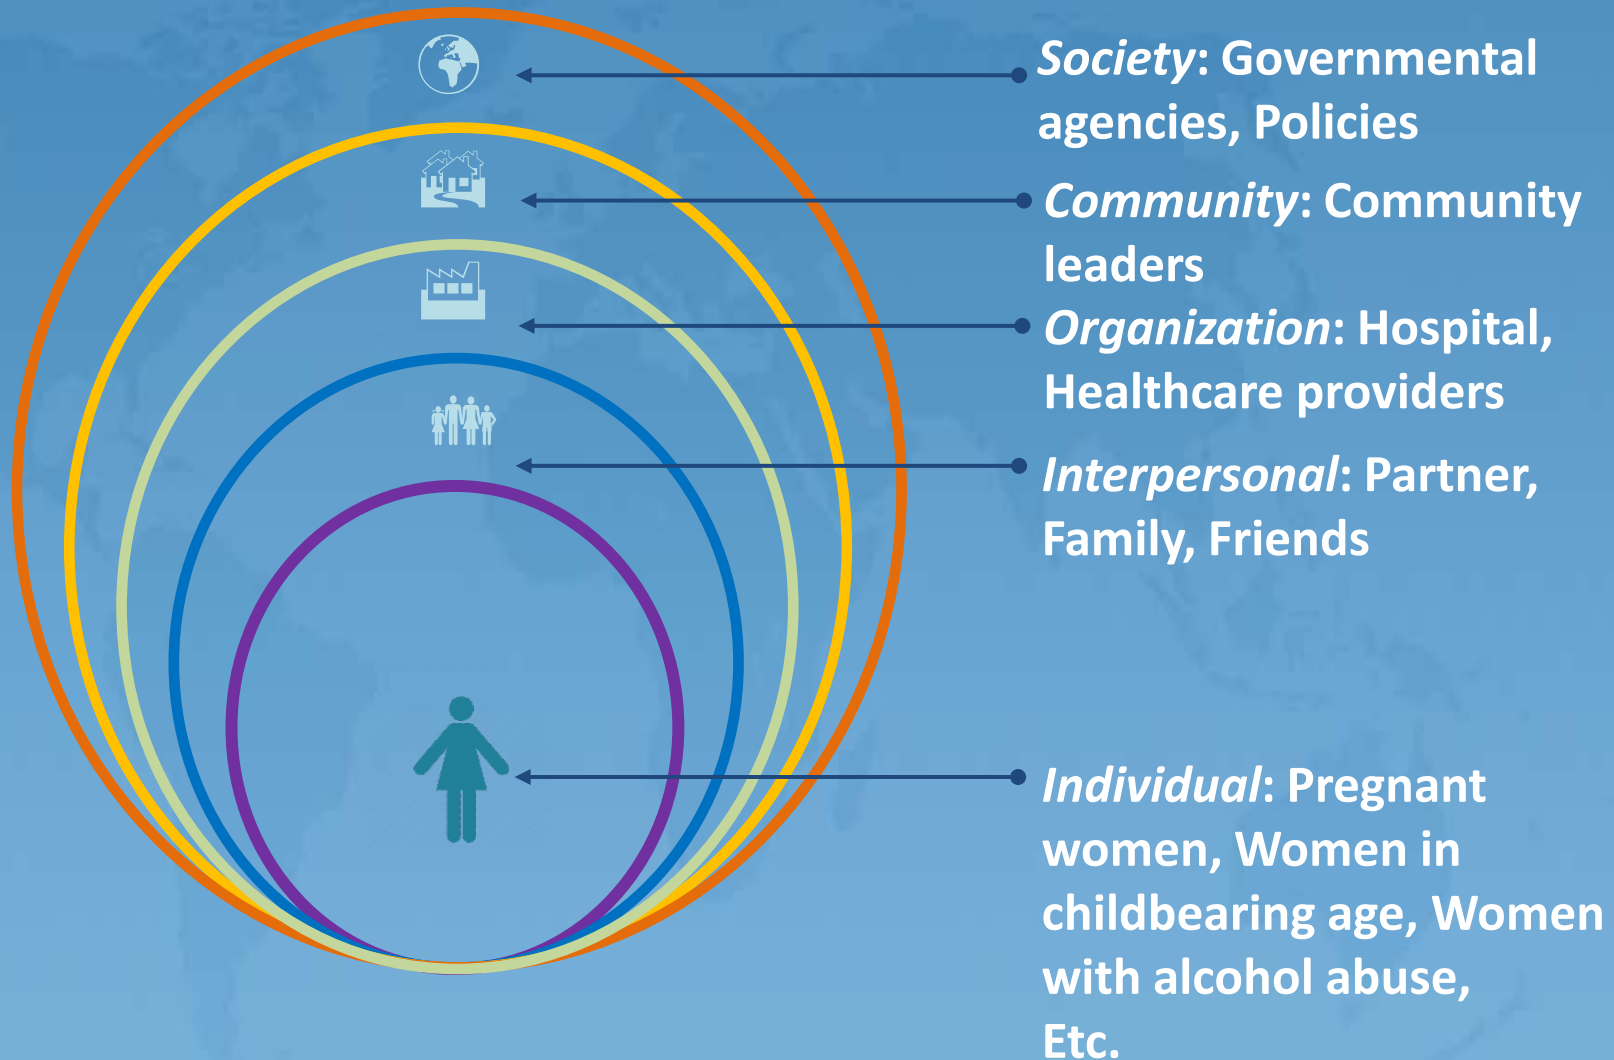 Society: Governmental
agencies, Policies
Community: Community
leaders
Organization: Hospital,
Healthcare providers
Interpersonal: Partner,
Family, Friends
Individual: Pregnant
women, Women in
childbearing age, Women
with alcohol abuse,
Etc.